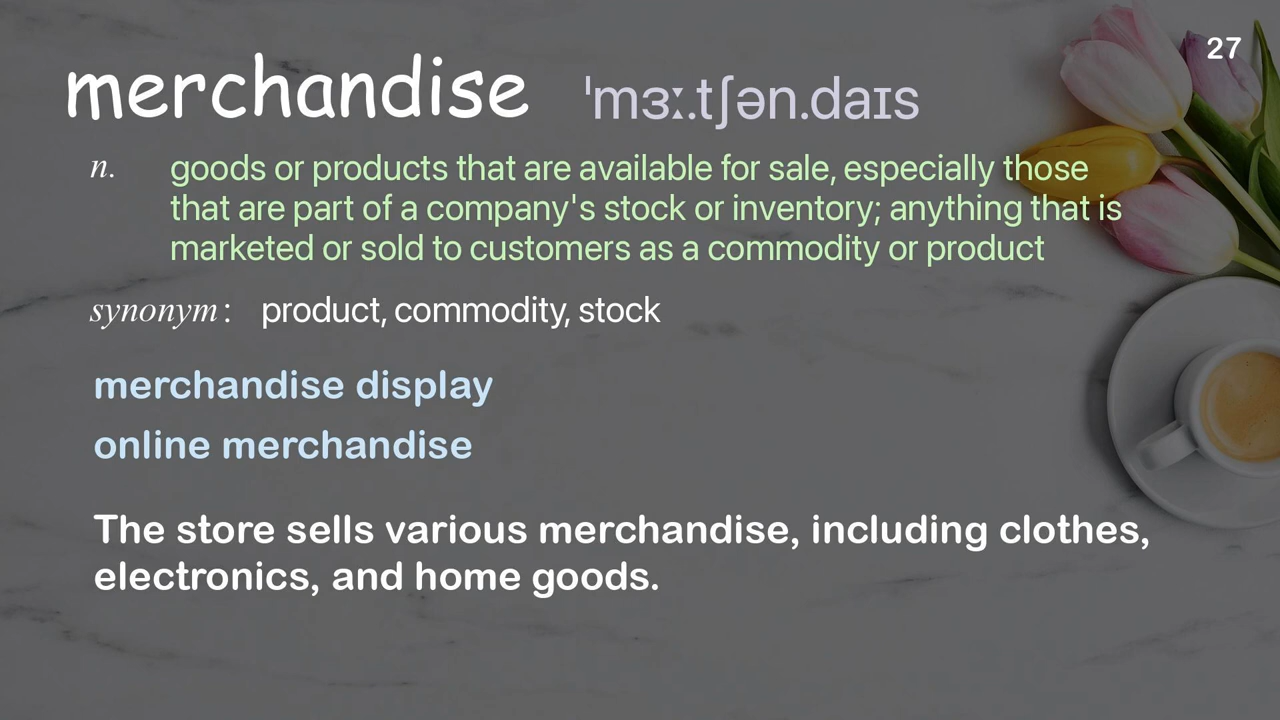 27
merchandise ˈmɜː.tʃən.daɪs
n. goods or products that are available for sale, especially those
that are part of a company's stock or inventory; anything that is
marketed or sold to customers as a commodity or product
synonym: product, commodity, stock
merchandise display
online merchandise
The store sells various merchandise, including clothes,
electronics, and home goods.